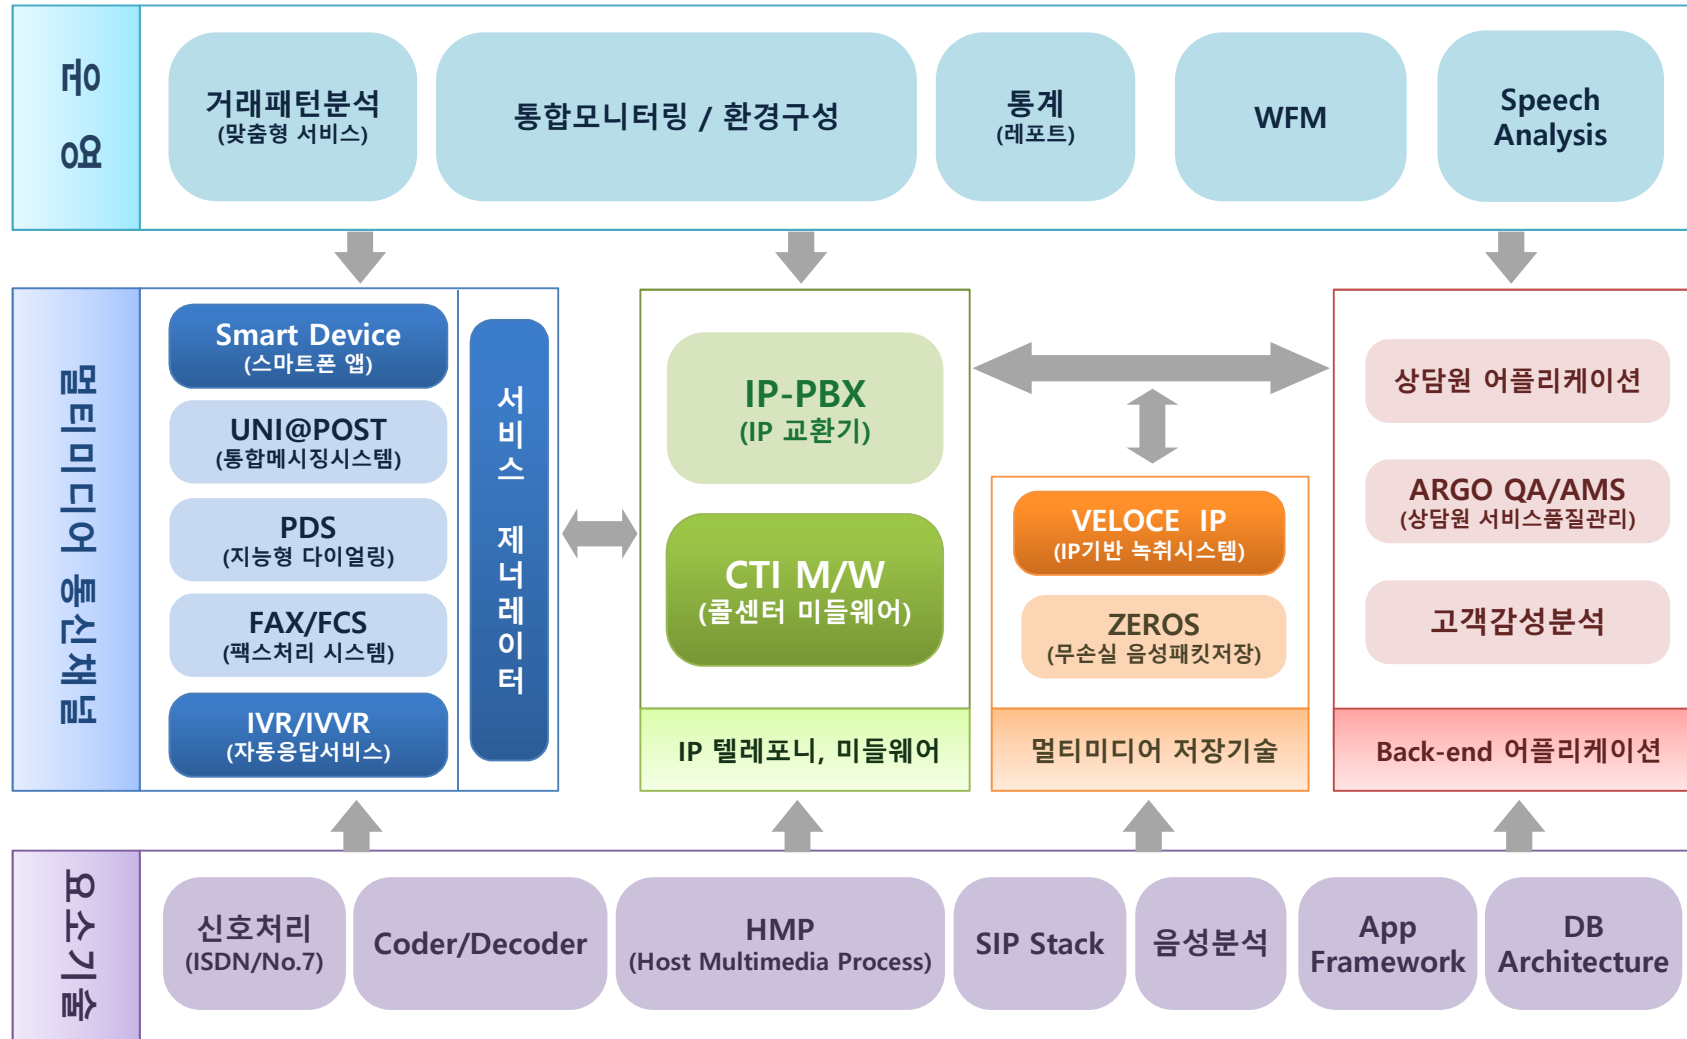 운 영
거래패턴분석
(맞춤형 서비스)
통합모니터링 / 환경구성
통계
(레포트)
WFM
Speech
Analysis
멀티미디어 통신채널
Smart Device
(스마트폰 앱)
UNI@POST
(통합메시징시스템)
PDS
(지능형 다이얼링)
FAX/FCS
(팩스처리 시스템)
IVR/IVVR
(자동응답서비스)
서비스 제너레이터
IP-PBX
(IP 교환기)
CTI M/W
(콜센터 미들웨어)
IP 텔레포니, 미들웨어
VELOCE IP
(IP기반 녹취시스템)
ZEROS
(무손실 음성패킷저장)
멀티미디어 저장기술
상담원 어플리케이션
ARGO QA/AMS
(상담원 서비스품질관리)
고객감성분석
Back-end 어플리케이션
요소기술
신호처리
(ISDN/No.7)
Coder/Decoder
HMP
(Host Multimedia Process)
SIP Stack
음성분석
App
Framework
DB
Architecture